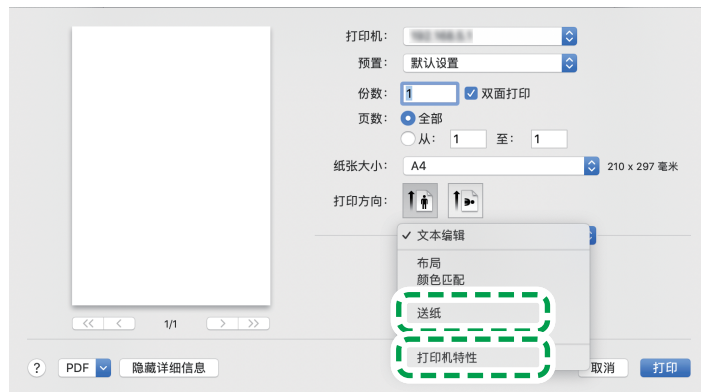 打印机：
预置： 默认设置
份数： 1 双面打印
页数： 全部
从： 1 至： 1
纸张大小： A4 210 x 297 毫米
打印方向：
文本编辑
布局
颜色匹配
送纸
打印机特性
1/1
? PDF 隐藏详细信息 取消 打印